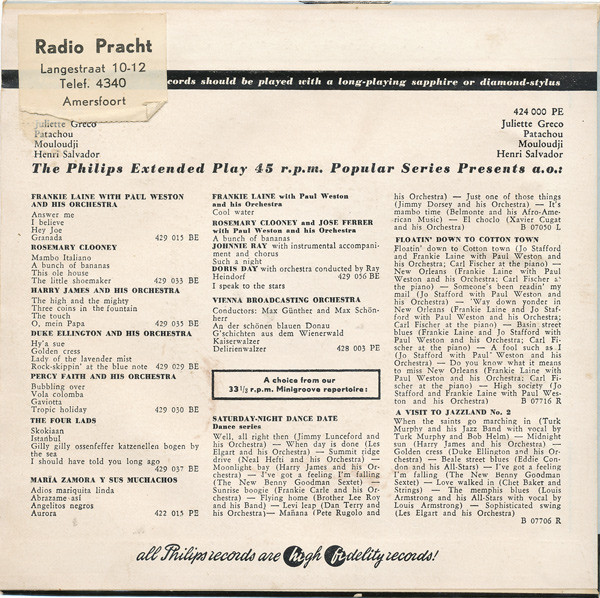 Radio Pracht
Langestraat 10-12
Telef. 4340
Amersfoort
cords should be played with a long-playing sapphire or diamond-stylus
424 000 PE
Juliette Greco
Patachou
Mouloudji
Henri Salvador
Juliette Greco
Patachou
Mouloudji
Henri Salvador
The Philips Extended Play 45 r.p.m. Popular Series Presents a.o.:
FRANKIE LAINE WITH PAUL WESTON
AND HIS ORCHESTRA
Answer me
I believe
Hey Joe
Granada 429 015 BE
ROSEMARY CLOONEY
Mambo Italiano
A bunch of bananas
This ole house
The little shoemaker 429 033 BE
HARRY JAMES AND HIS ORCHESTRA
The high and the mighty
Three coins in the fountain
The touch
O, mein Papa 429 035 BE
DUKE ELLINGTON AND HIS ORCHESTRA
Hy'a sue
Golden cress
Lady of the lavender mist
Rock-skippin' at the blue note 429 029 BE
PERCY FAITH AND HIS ORCHESTRA
Bubbling over
Vola colomba
Gaviotta
Tropic holiday 429 030 BE
THE FOUR LADS
Skokiaan
Istanbul
Gilly gilly ossenfeffer katzenellen bogen by
the sea
I should have told you long ago
429 037 BE
MARÍA ZAMORA Y SUS MUCHACHOS
Adios mariquita linda
Abrazame así
Angelitos negros
Aurora 422 015 PE
FRANKIE LAINE with Paul Weston
and his Orchestra
Cool water
ROSEMARY CLOONEY and JOSE FERRER
with Paul Weston and his Orchestra
A bunch of bananas
JOHNNIE RAY with instrumental accompani-
ment and chorus
Such a night
DORIS DAY with orchestra conducted by Ray
Heindorf 429 056 BE
I speak to the stars
VIENNA BROADCASTING ORCHESTRA
Conductors: Max Günther and Max Schön-
herr
An der schönen blauen Donau
G'schichten aus dem Wienerwald
Kaiserwalzer
Delirienwalzer 428 003 PE
A choice from our
33 1/3 r.p.m. Minigroove repertoire:
SATURDAY-NIGHT DANCE DATE
Dance series
Well, all right then (Jimmy Lunceford and
his Orchestra) — When day is done (Les
Elgart and his Orchestra) — Summit ridge
drive (Neal Hefti and his Orchestra) —
Moonlight bay (Harry James and his Or-
chestra) — I've got a feeling I'm falling
(The New Benny Goodman Sextet) —
Sunrise boogie (Frankie Carle and his Or-
chestra) — Flying home (Brother Lee Roy
and his Band) — Levi leap (Dan Terry and
his Orchestra)— Mañana (Pete Rugolo and
his Orchestra) — Just one of those things
(Jimmy Dorsey and his Orchestra) — It's
mambo time (Belmonte and his Afro-Ame-
rican Music) — El choclo (Xavier Cugat
and his Orchestra) B 07030 L
FLOATIN' DOWN TO COTTON TOWN
Floatin' down to Cotton town (Jo Stafford
and Frankie Laine with Paul Weston and his
Orchestra; Carl Fischer at the piano) —
New Orleans (Frankie Laine with Paul
Weston and his Orchestra; Carl Fischer at
the piano) — Someone's been readin' my
mail (Jo Stafford with Paul Weston and
his Orchestra) — 'Way down yonder in
New Orleans (Frankie Laine and Jo Staf-
ford with Paul Weston and his Orchestra;
Carl Fischer at the piano) — Basin street
blues (Frankie Laine and Jo Stafford with
Paul Weston and his Orchestra; Carl Fi-
scher at the piano) — A fool such as I
(Jo Stafford with Paul Weston and his
Orchestra) — Do you know what it means
to miss New Orleans (Frankie Laine with
Paul Weston and his Orchestra; Carl Fi-
scher at the piano) — High society (Jo
Stafford and Frankie Laine with Paul Wes-
ton and his Orchestra) B 07716 R
A VISIT TO JAZZLAND No. 2
When the saints go marching in (Turk
Murphy and his Jazz Band with vocal by
Turk Murphy and Bob Helm) — Midnight
sun (Harry James and his Orchestra) —
Golden cress (Duke Ellington and his Or-
chestra) — Beale street blues (Eddie Con-
don and his All-Stars) — I've got a feeling
I'm falling (The New Benny Goodman
Sextet) — Love walked in (Chet Baker and
Strings) — The memphis blues (Louis
Armstrong and his All-Stars with vocal by
Louis Armstrong) — Sophisticated swing
(Les Elgart and his Orchestra)
B 07706 R
all Philips records are high fidelity records!